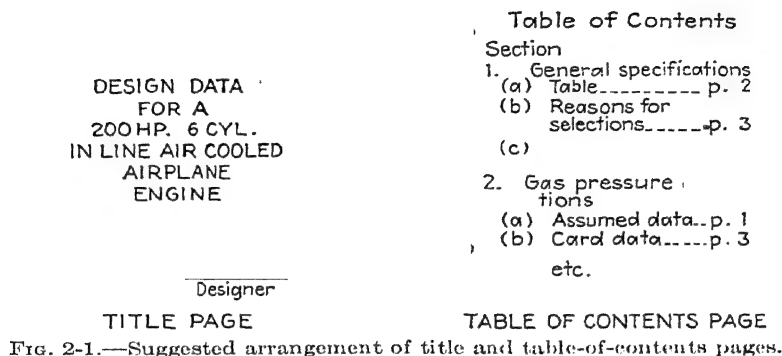 DESIGN DATA
FOR A
200 HP. 6 CYL.
IN LINE AIR COOLED
AIRPLANE
ENGINE
Designer
TITLE PAGE
Table of Contents
Section
1. General specifications
(a) Table_________ p. 2
(b) Reasons for
selections_____p. 3
(c)
2. Gas pressure
tions
(a) Assumed data__p. 1
(b) Card data_____p. 3
etc.
TABLE OF CONTENTS PAGE
FIG. 2-1.—Suggested arrangement of title and table-of-contents pages.